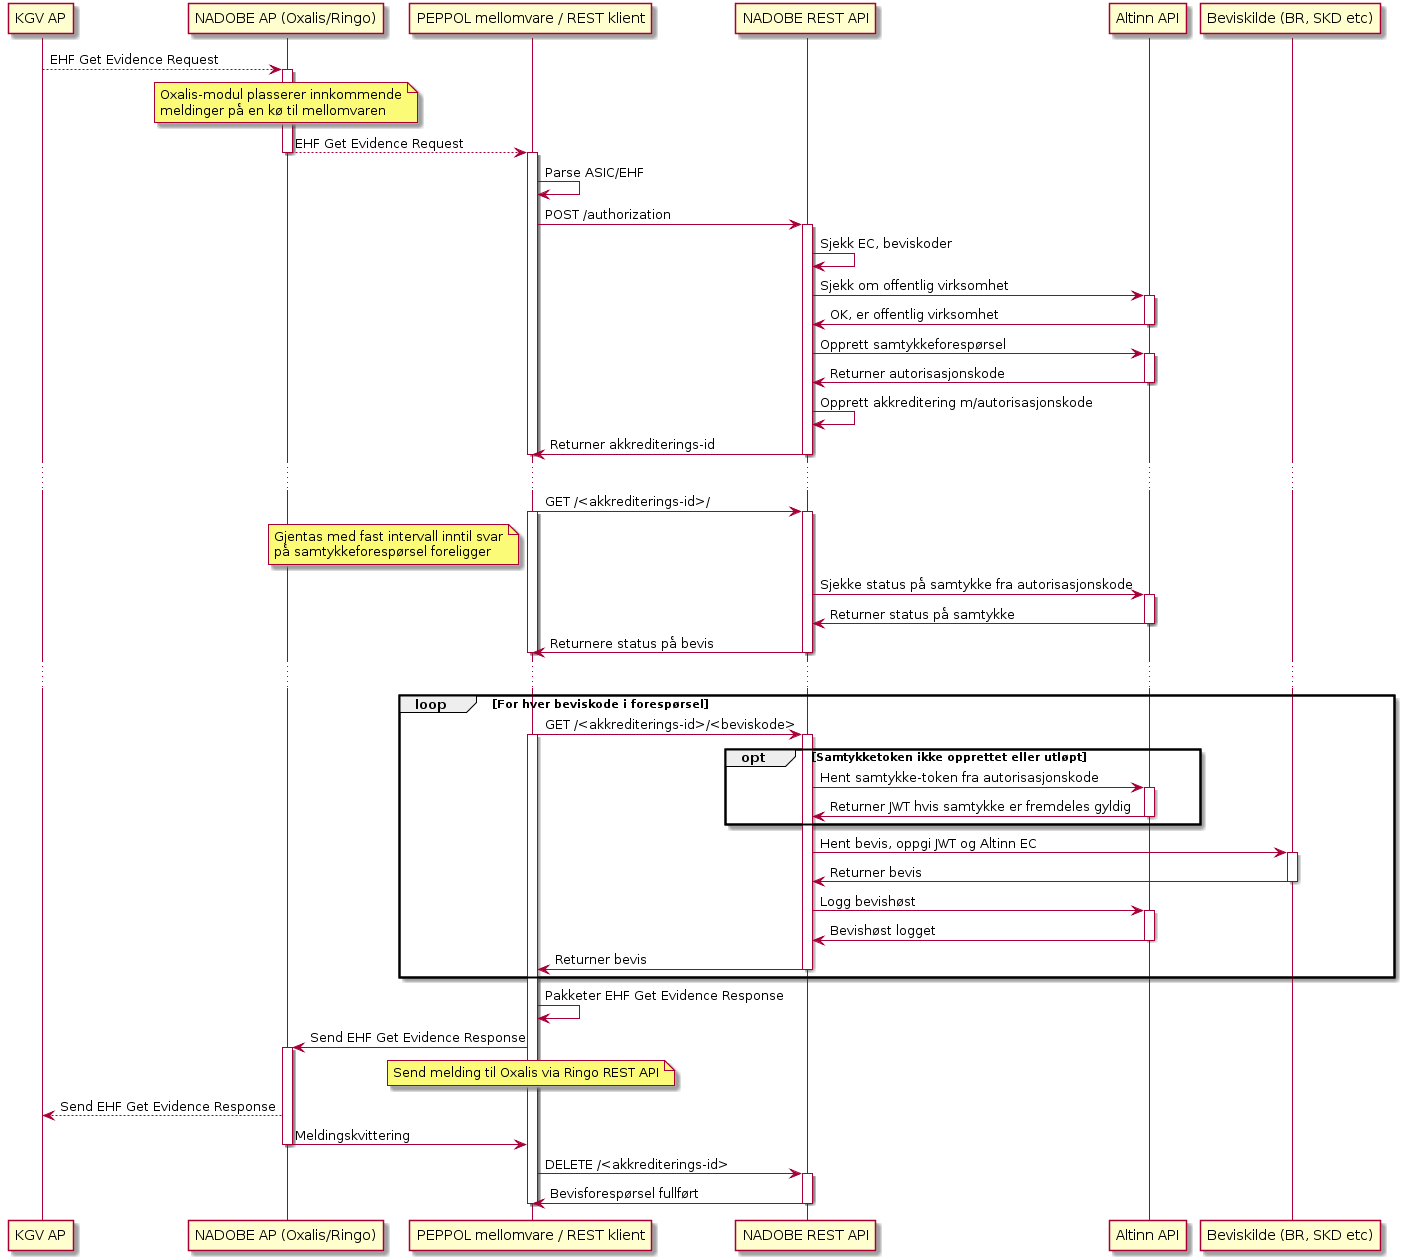 KGV AP
NADOBE AP (Oxalis/Ringo)
PEPPOL mellomvare / REST klient
NADOBE REST API
Altinn API
Beviskilde (BR, SKD etc)
EHF Get Evidence Request
Oxalis-modul plasserer innkommende
meldinger på en kø til mellomvaren
EHF Get Evidence Request
Parse ASIC/EHF
POST /authorization
Sjekk EC, beviskoder
Sjekk om offentlig virksomhet
OK, er offentlig virksomhet
Opprett samtykkeforespørsel
Returner autorisasjonskode
Opprett akkreditering m/autorisasjonskode
Returner akkrediterings-id
GET /<akkrediterings-id>/
Gjentas med fast intervall inntil svar
på samtykkeforespørsel foreligger
Sjekke status på samtykke fra autorisasjonskode
Returner status på samtykke
Returnere status på bevis
loop
[For hver beviskode i forespørsel]
GET /<akkrediterings-id>/<beviskode>
opt
[Samtykketoken ikke opprettet eller utløpt]
Hent samtykke-token fra autorisasjonskode
Returner JWT hvis samtykke er fremdeles gyldig
Hent bevis, oppgi JWT og Altinn EC
Returner bevis
Logg bevishøst
Bevishøst logget
Returner bevis
Pakketer EHF Get Evidence Response
Send EHF Get Evidence Response
Send melding til Oxalis via Ringo REST API
Send EHF Get Evidence Response
Meldingskvittering
DELETE /<akkrediterings-id>
Bevisforespørsel fullført
KGV AP
NADOBE AP (Oxalis/Ringo)
PEPPOL mellomvare / REST klient
NADOBE REST API
Altinn API
Beviskilde (BR, SKD etc)